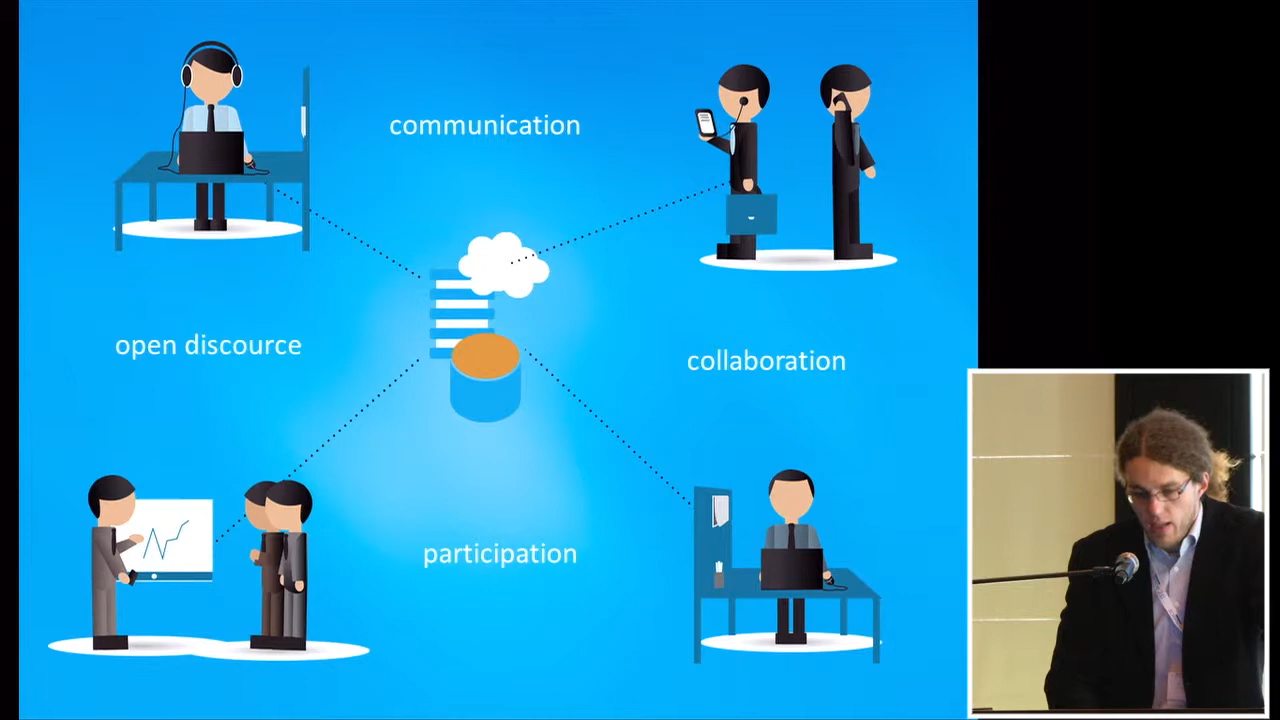 communication
open discource
collaboration
participation